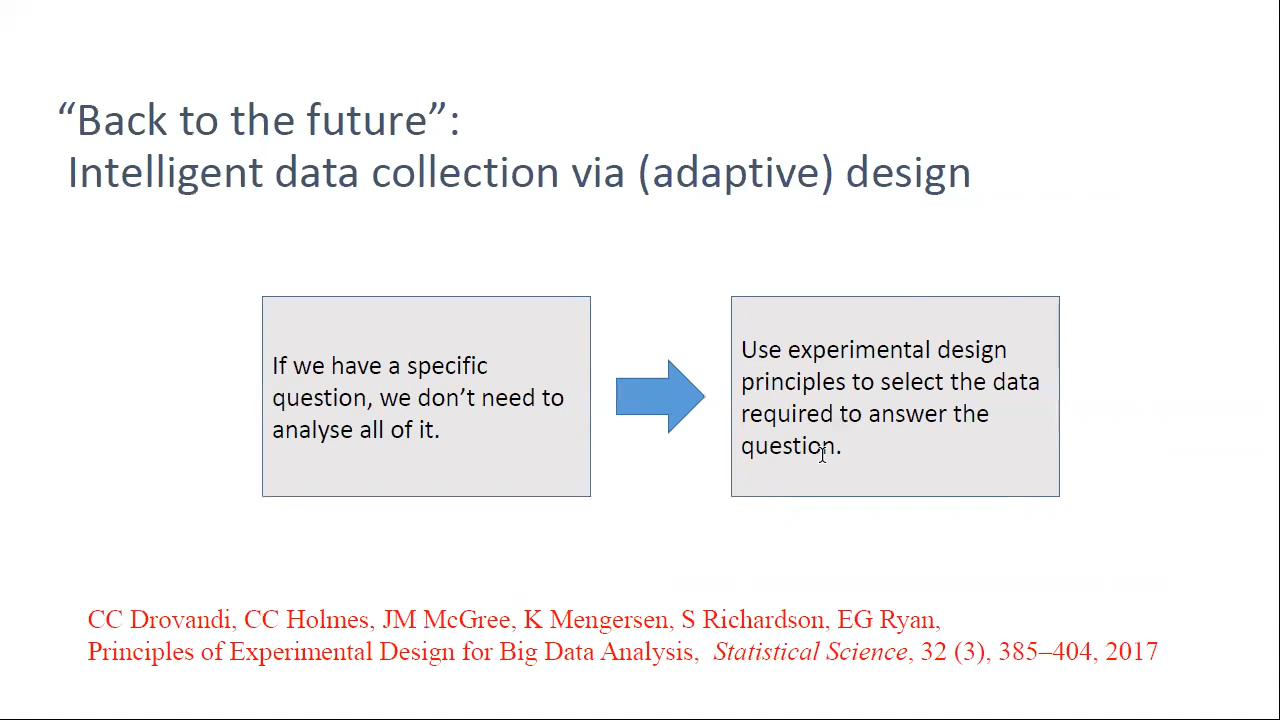 “Back to the future”:
Intelligent data collection via (adaptive) design
If we have a specific
question, we don’t need to
analyse all of it.
Use experimental design
principles to select the data
required to answer the
question.
CC Drovandi, CC Holmes, JM McGree, K Mengersen, S Richardson, EG Ryan,
Principles of Experimental Design for Big Data Analysis, Statistical Science, 32 (3), 385–404, 2017